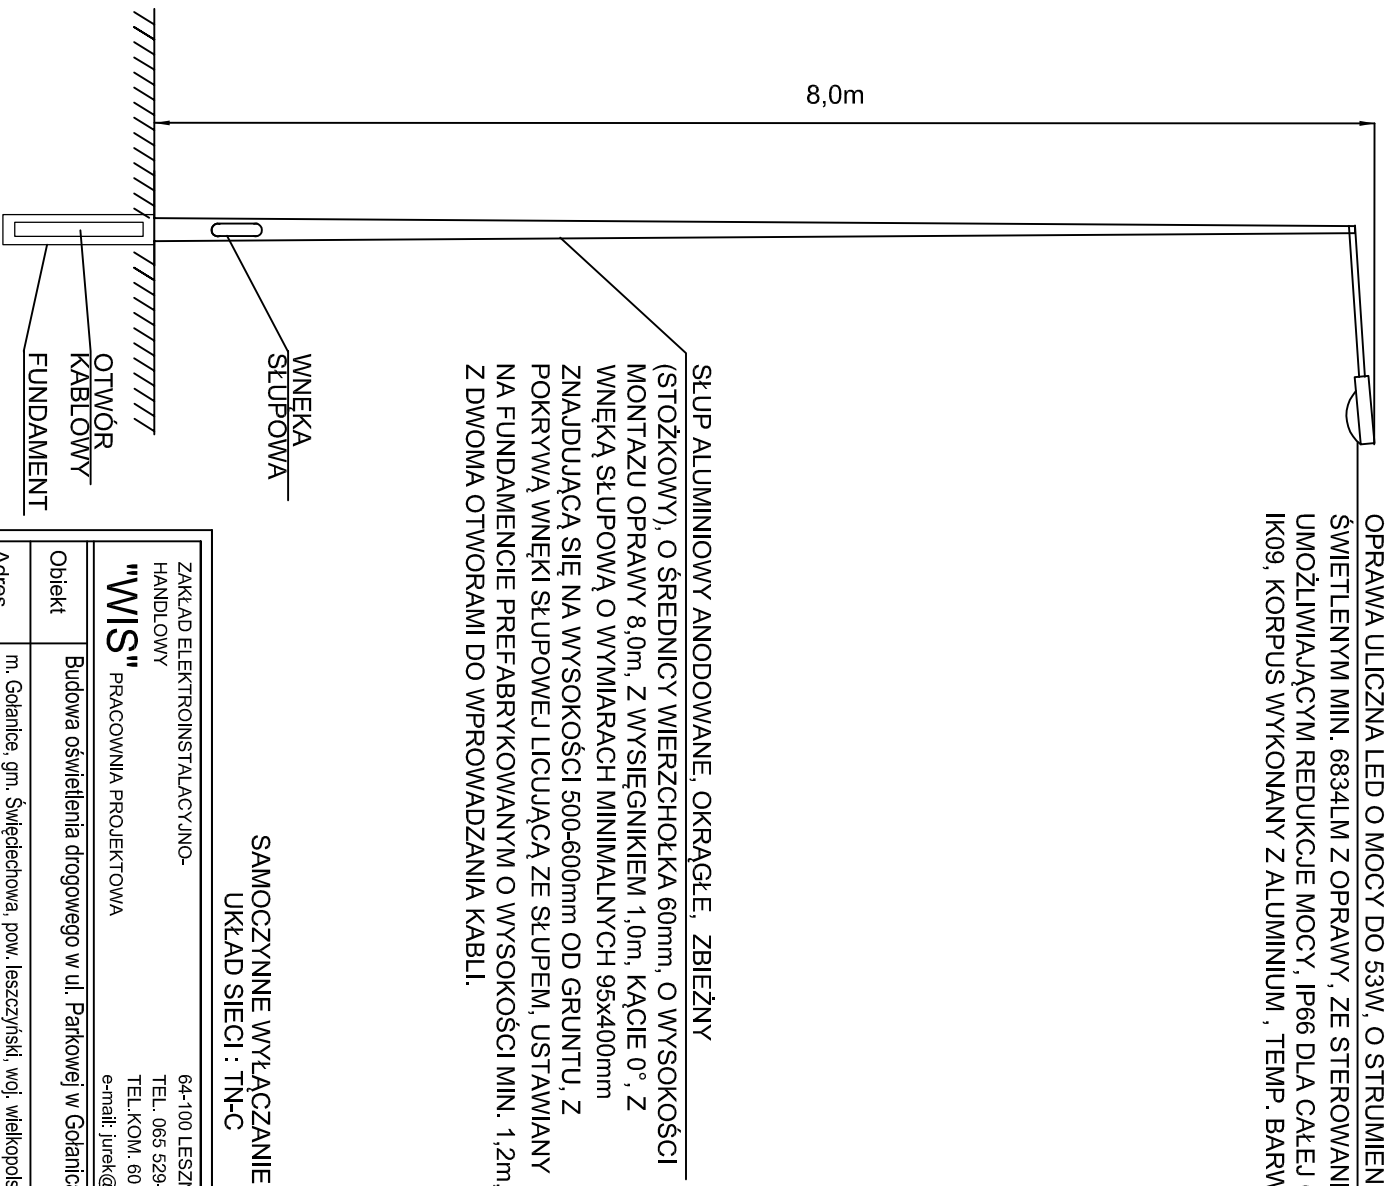 8,0m
OPRAWA ULICZNA LED O MOCY DO 53W, O STRUMIEN
ŚWIETLENYM MIN. 6834LM Z OPRAWY, ZE STEROWANI
UMOŻLIWIAJĄCYM REDUKCJE MOCY, IP66 DLA CAŁEJ
IK09, KORPUS WYKONANY Z ALUMINIUM , TEMP. BARW
SŁUP ALUMINIOWY ANODOWANE, OKRĄGŁE, ZBIEŻNY
(STOŻKOWY), O ŚREDNICY WIERZCHOŁKA 60mm, O WYSOKOŚCI
MONTAZU OPRAWY 8,0m, Z WYSIĘGNIKIEM 1,0m, KĄCIE 0°, Z
WNĘKĄ SŁUPOWĄ O WYMIARACH MINIMALNYCH 95x400mm
ZNAJDUJĄCĄ SIĘ NA WYSOKOŚCI 500-600mm OD GRUNTU, Z
POKRYWĄ WNĘKI SŁUPOWEJ LICUJĄCĄ ZE SŁUPEM, USTAWIANY
NA FUNDAMENCIE PREFABRYKOWANYM O WYSOKOŚCI MIN. 1,2m,
Z DWOMA OTWORAMI DO WPROWADZANIA KABLI.
WNĘKA
SŁUPOWA
OTWÓR
KABLOWY
FUNDAMENT
SAMOCZYNNE WYŁĄCZANIE
UKŁAD SIECI : TN-C
ZAKŁAD ELEKTROINSTALACYJNO-
HANDLOWY
"WIS" PRACOWNIA PROJEKTOWA
64-100 LESZN
TEL. 065 529-
TEL.KOM. 60
e-mail: jurek@
Obiekt
Budowa oświetlenia drogowego w ul. Parkowej w Gołanica
Adres
m. Gołanice, gm. Święciechowa, pow. leszczyński, woj. wielkopols